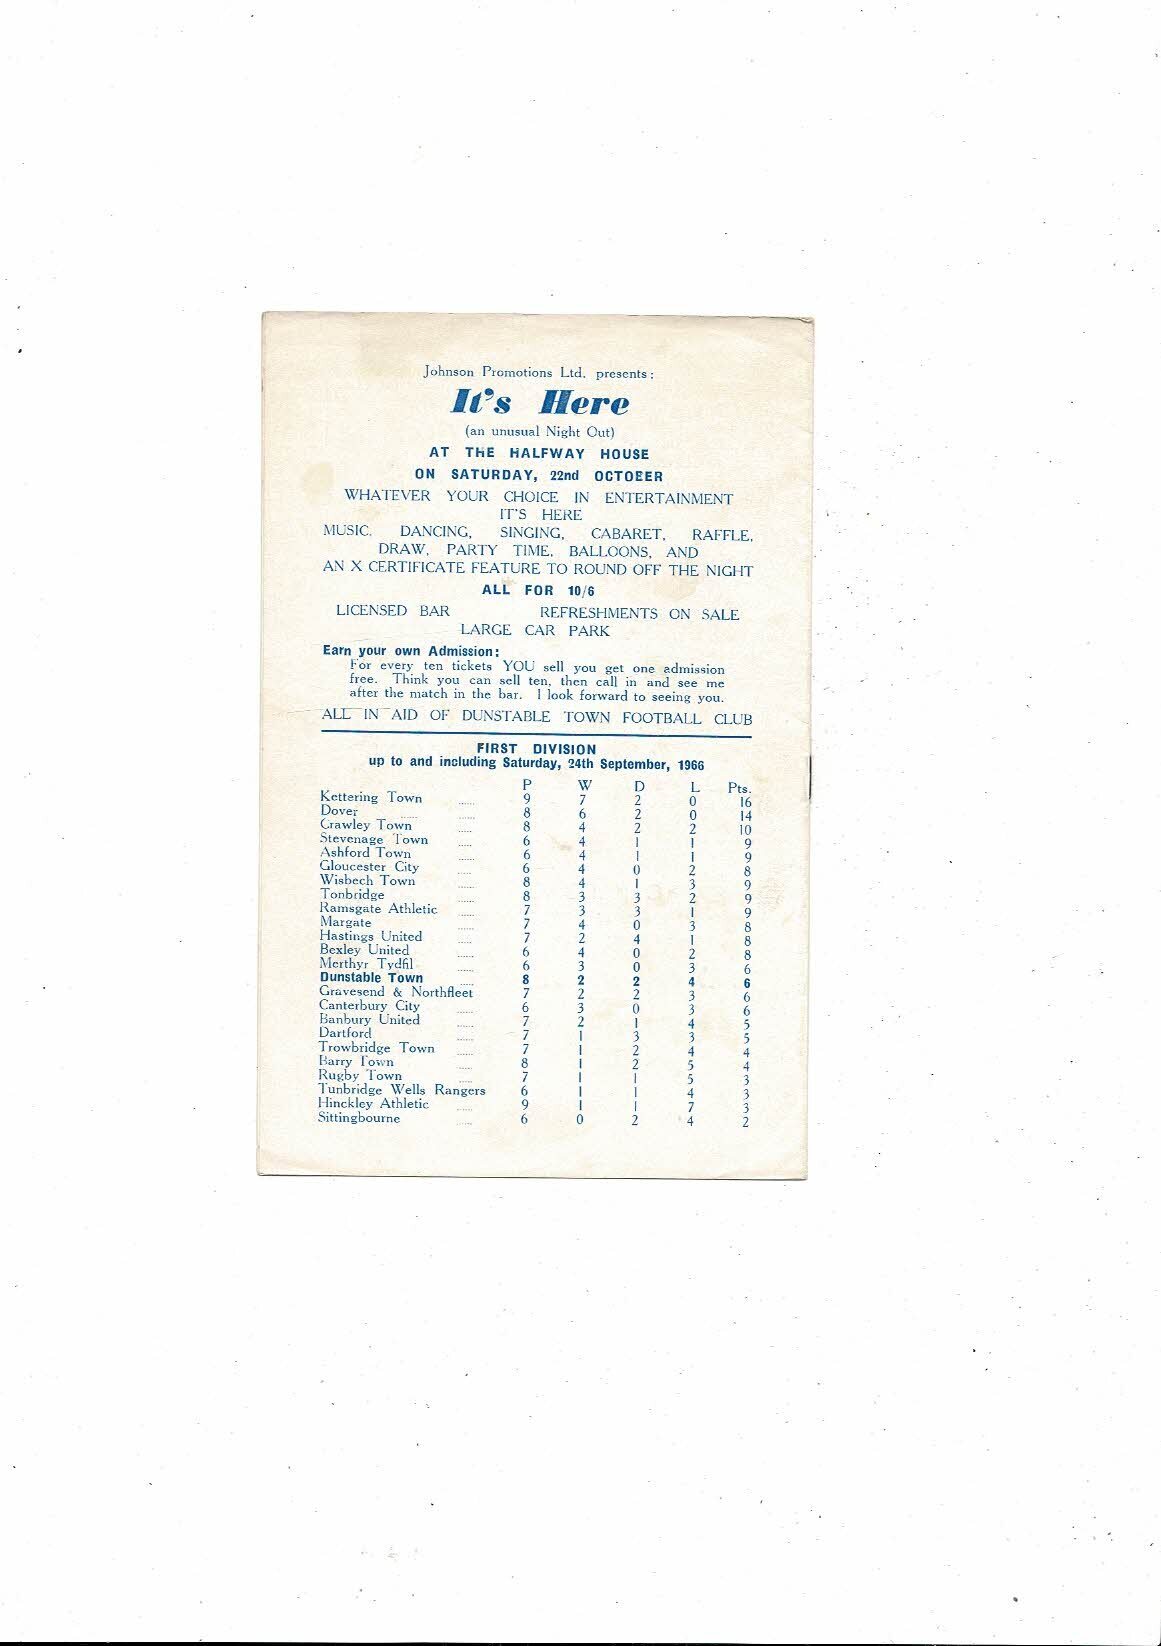 Johnson Promotions Ltd. presents:
It's Here
(an unusual Night Out)
AT THE HALFWAY HOUSE
ON SATURDAY, 22nd OCTOBER
WHATEVER YOUR CHOICE IN ENTERTAINMENT
IT'S HERE
MUSIC, DANCING, SINGING, CABARET, RAFFLE,
DRAW, PARTY TIME, BALLOONS, AND
AN X CERTIFICATE FEATURE TO ROUND OFF THE NIGHT
ALL FOR 10/6
LICENSED BAR REFRESHMENTS ON SALE
LARGE CAR PARK
Earn your own Admission:
For every ten tickets YOU sell you get one admission
free. Think you can sell ten, then call in and see me
after the match in the bar. I look forward to seeing you.
ALL IN AID OF DUNSTABLE TOWN FOOTBALL CLUB
FIRST DIVISION
up to and including Saturday, 24th September, 1966
P W D L Pts.
Kettering Town ...... 9 7 2 0 16
Dover ...... ...... 8 6 2 0 14
Crawley Town ...... 8 4 2 2 10
Stevenage Town ...... 6 4 1 1 9
Ashford Town ...... 6 4 1 1 9
Gloucester City ...... 6 4 0 2 8
Wisbech Town ...... 8 4 1 3 9
Tonbridge ...... 8 3 3 2 9
Ramsgate Athletic ...... 7 3 3 1 9
Margate ...... 7 4 0 3 8
Hastings United ...... 7 2 4 1 8
Bexley United ...... 6 4 0 2 8
Merthyr Tydfil ...... 6 3 0 3 6
Dunstable Town ...... 8 2 2 4 6
Gravesend & Northfleet 7 2 2 3 6
Canterbury City ...... 6 3 0 3 6
Banbury United ...... 7 2 1 4 5
Dartford ...... 7 1 3 3 5
Trowbridge Town ...... 7 1 2 4 4
Barry Town ...... 8 1 2 5 4
Rugby Town ...... 7 1 1 5 3
Tunbridge Wells Rangers 6 1 1 4 3
Hinckley Athletic ...... 9 1 1 7 3
Sittingbourne ...... 6 0 2 4 2